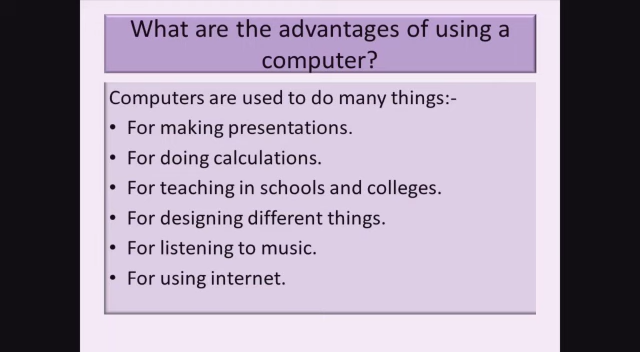 What are the advantages of using a
computer?
Computers are used to do many things:-
• For making presentations.
• For doing calculations.
• For teaching in schools and colleges.
• For designing different things.
• For listening to music.
• For using internet.